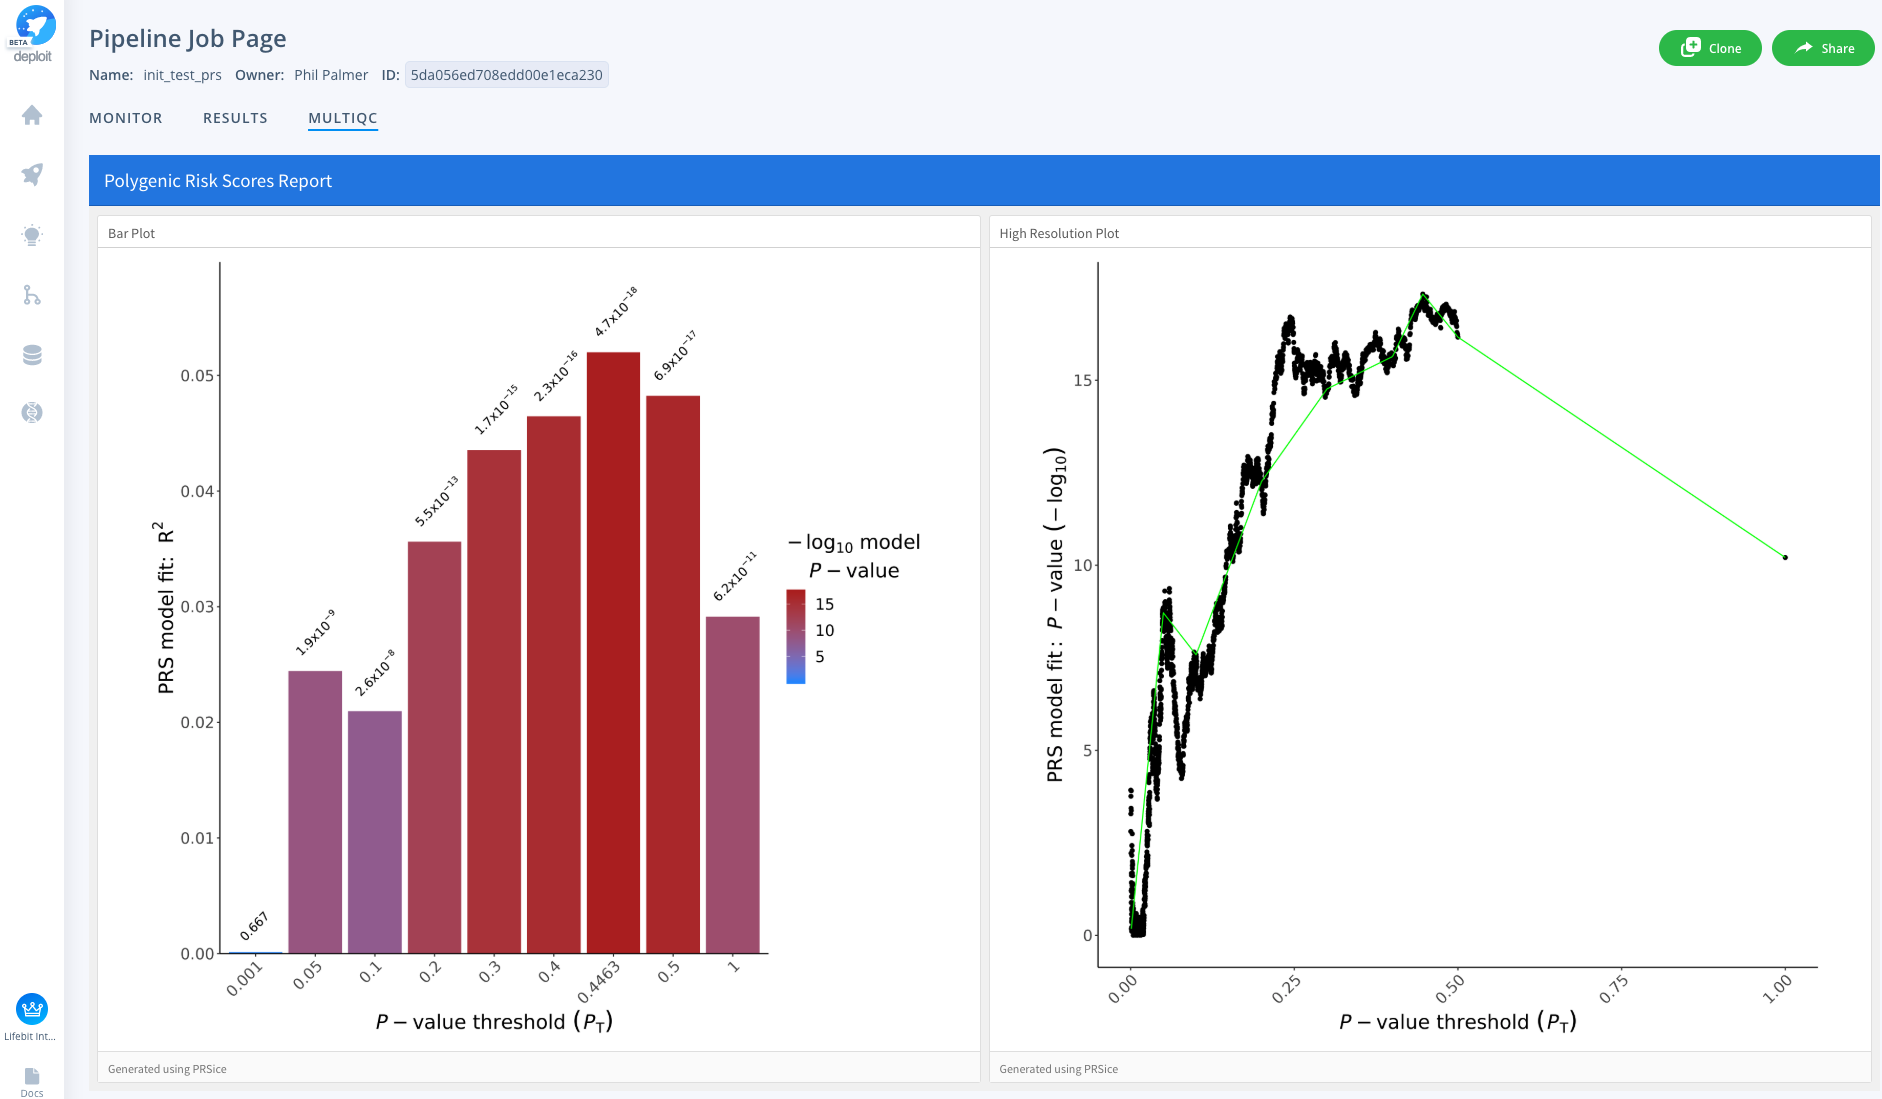 BETA
deploit
Pipeline Job Page
Clone
Share
Name: init_test_prs Owner: Phil Palmer ID: 5da056ed708edd00e1eca230
MONITOR RESULTS MULTIQC
Polygenic Risk Scores Report
Bar Plot
PRS model fit: R²
0.05
0.04
0.03
0.02
0.01
0.00
0.667
1.9x10⁻⁹
2.6x10⁻⁸
5.5x10⁻¹³
1.7x10⁻¹⁵
2.3x10⁻¹⁶
4.7x10⁻¹⁸
6.9x10⁻¹⁷
6.2x10⁻¹¹
0.001 0.05 0.1 0.2 0.3 0.4 0.4463 0.5 1
P − value threshold (P_T)
− log₁₀ model
P − value
15
10
5
Generated using PRSice
High Resolution Plot
PRS model fit : P − value (− log₁₀)
15
10
5
0
0.00 0.25 0.50 0.75 1.00
P − value threshold (P_T)
Generated using PRSice
Lifebit Int...
Docs